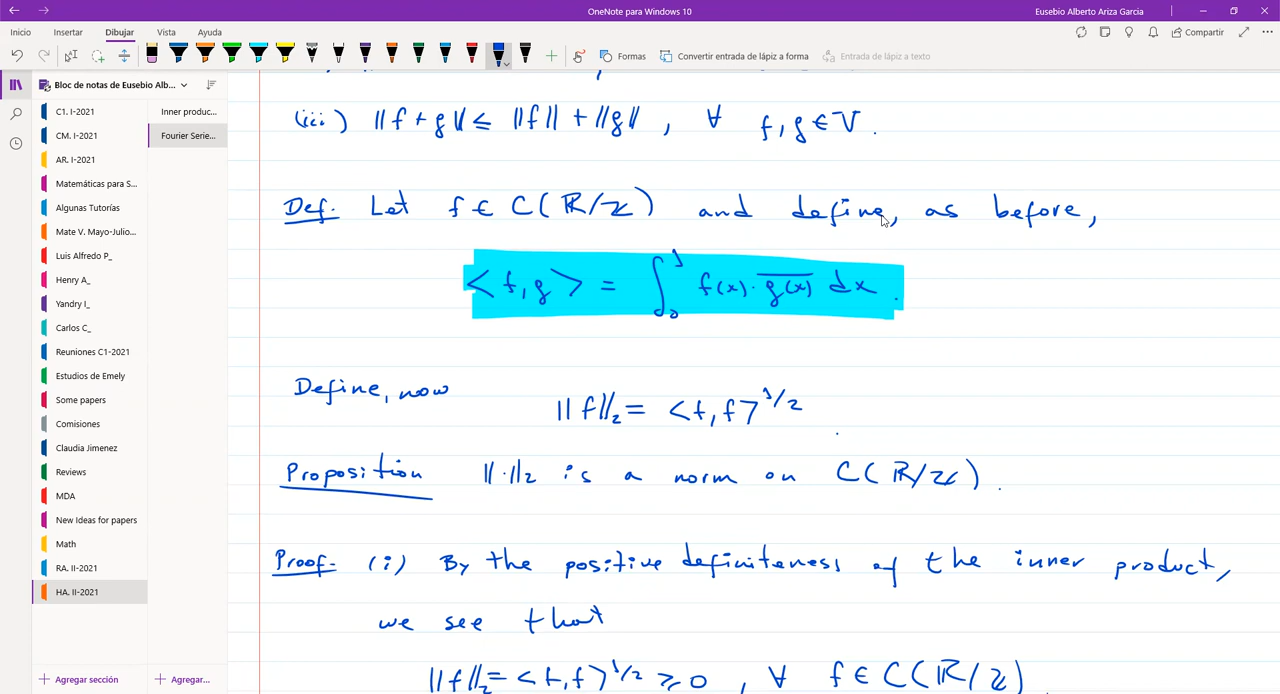 OneNote para Windows 10
Eusebio Alberto Ariza Garcia
Inicio Insertar Dibujar Vista Ayuda
Compartir
Formas Convertir entrada de lápiz a forma Entrada de lápiz a texto
Bloc de notas de Eusebio Alb...
C1. I-2021
CM. I-2021
AR. I-2021
Matemáticas para S...
Algunas Tutorías
Mate V. Mayo-Julio...
Luis Alfredo P_
Henry A_
Yandry I_
Carlos C_
Reuniones C1-2021
Estudios de Emely
Some papers
Comisiones
Claudia Jimenez
Reviews
MDA
New Ideas for papers
Math
RA. II-2021
HA. II-2021
Agregar sección
Inner produc...
Fourier Serie...
Agregar...
(iii) ||f + g|| ≤ ||f|| + ||g|| , ∀ f, g ∈ V.
Def. Let f ∈ C(ℝ/ℤ) and define, as before,
<f, g> = ∫₀¹ f(x)·\overline{g(x)} dx.
Define, now
||f||₂ = <f, f>^{1/2}.
Proposition ||·||₂ is a norm on C(ℝ/ℤ).
Proof. (i) By the positive definiteness of the inner product,
we see that
||f||₂ = <f, f>^{1/2} ≥ 0, ∀ f ∈ C(ℝ/ℤ)